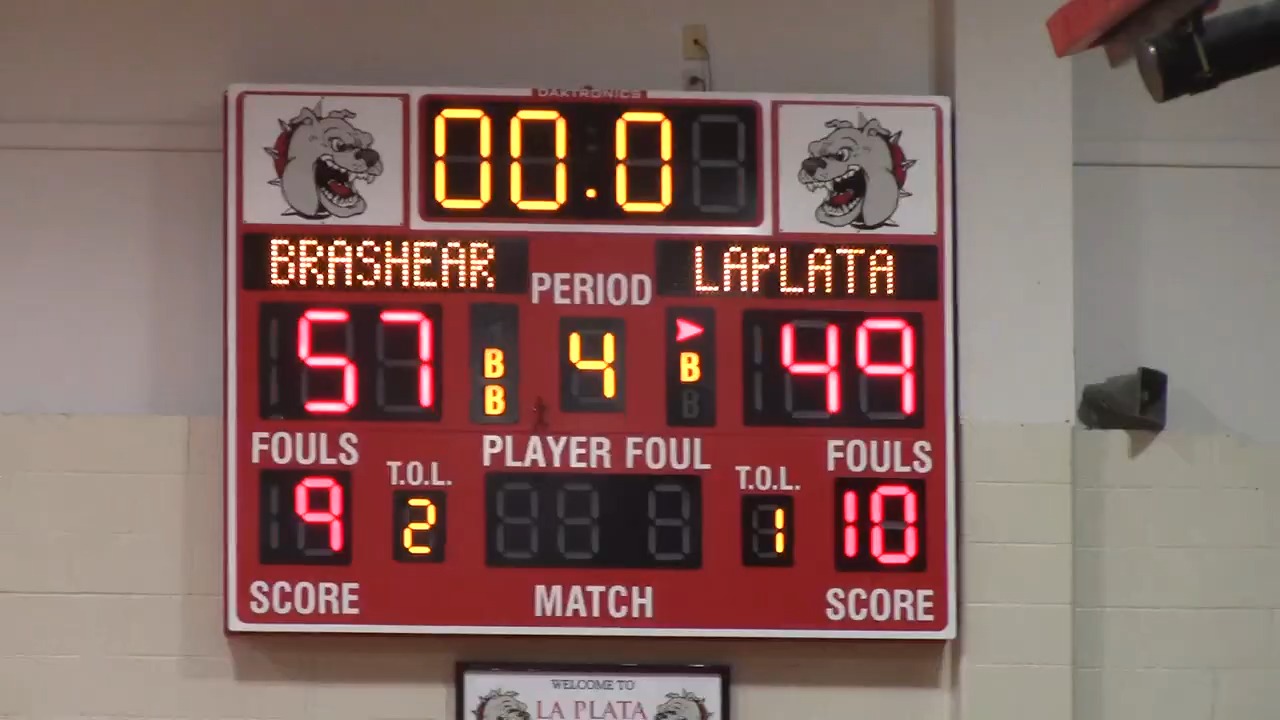 DAKTRONICS
00.0
BRASHEAR
LAPLATA
PERIOD
57
B
B
4
B
B
49
FOULS
PLAYER FOUL
FOULS
T.O.L.
T.O.L.
9
2
1
10
SCORE
MATCH
SCORE
WELCOME TO
LA PLATA